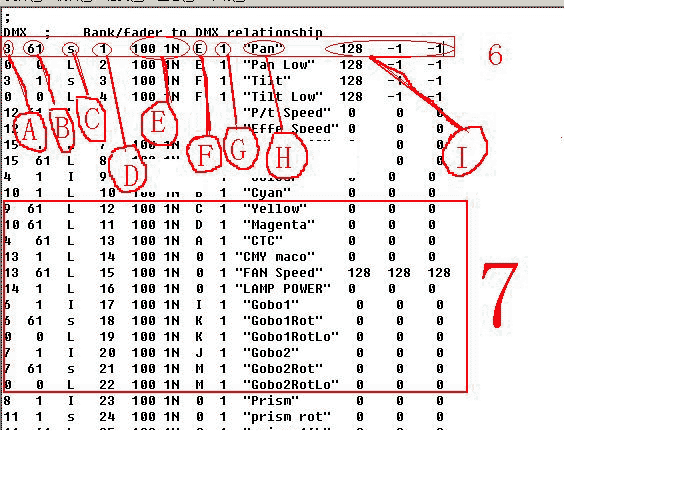 ;
DMX ; Bank/fader to DMX relationship
3 61 s 1 100 1N E 1 "Pan" 128 -1 -1 6
0 0 L 2 100 1N E 1 "Pan Low" 128 -1 -1
3 1 s 3 100 1N F 1 "Tilt" 128 -1 -1
0 0 L 4 100 1N F 1 "Tilt Low" 128 -1 -1
12 "P/t Speed" 0 0 0
12 "Effe Speed" 0 0 0
A B C D E F G H I
7 0
15 61 L 8 0
4 1 I 9 0
10 1 L 10 100 1N 1 "Cyan" 0 0 0
9 61 L 12 100 1N C 1 "Yellow" 0 0 0
10 61 L 11 100 1N D 1 "Magenta" 0 0 0
4 61 L 13 100 1N A 1 "CTC" 0 0 0
13 1 L 14 100 1N 0 1 "CMY maco" 0 0 0
13 61 L 15 100 1N 0 1 "FAN Speed" 128 128 128
14 1 L 16 100 1N 0 1 "LAMP POWER" 0 0 0
6 1 I 17 100 1N I 1 "Gobo1" 0 0 0
6 61 s 18 100 1N K 1 "Gobo1Rot" 0 0 0
0 0 L 19 100 1N K 1 "Gobo1RotLo" 0 0 0
7 1 I 20 100 1N J 1 "Gobo2" 0 0 0
7 61 s 21 100 1N M 1 "Gobo2Rot" 0 0 0
0 0 L 22 100 1N M 1 "Gobo2RotLo" 0 0 0
7
8 1 I 23 100 1N 0 1 "Prism" 0 0 0
11 1 s 24 100 1N 0 1 "prism rot" 0 0 0